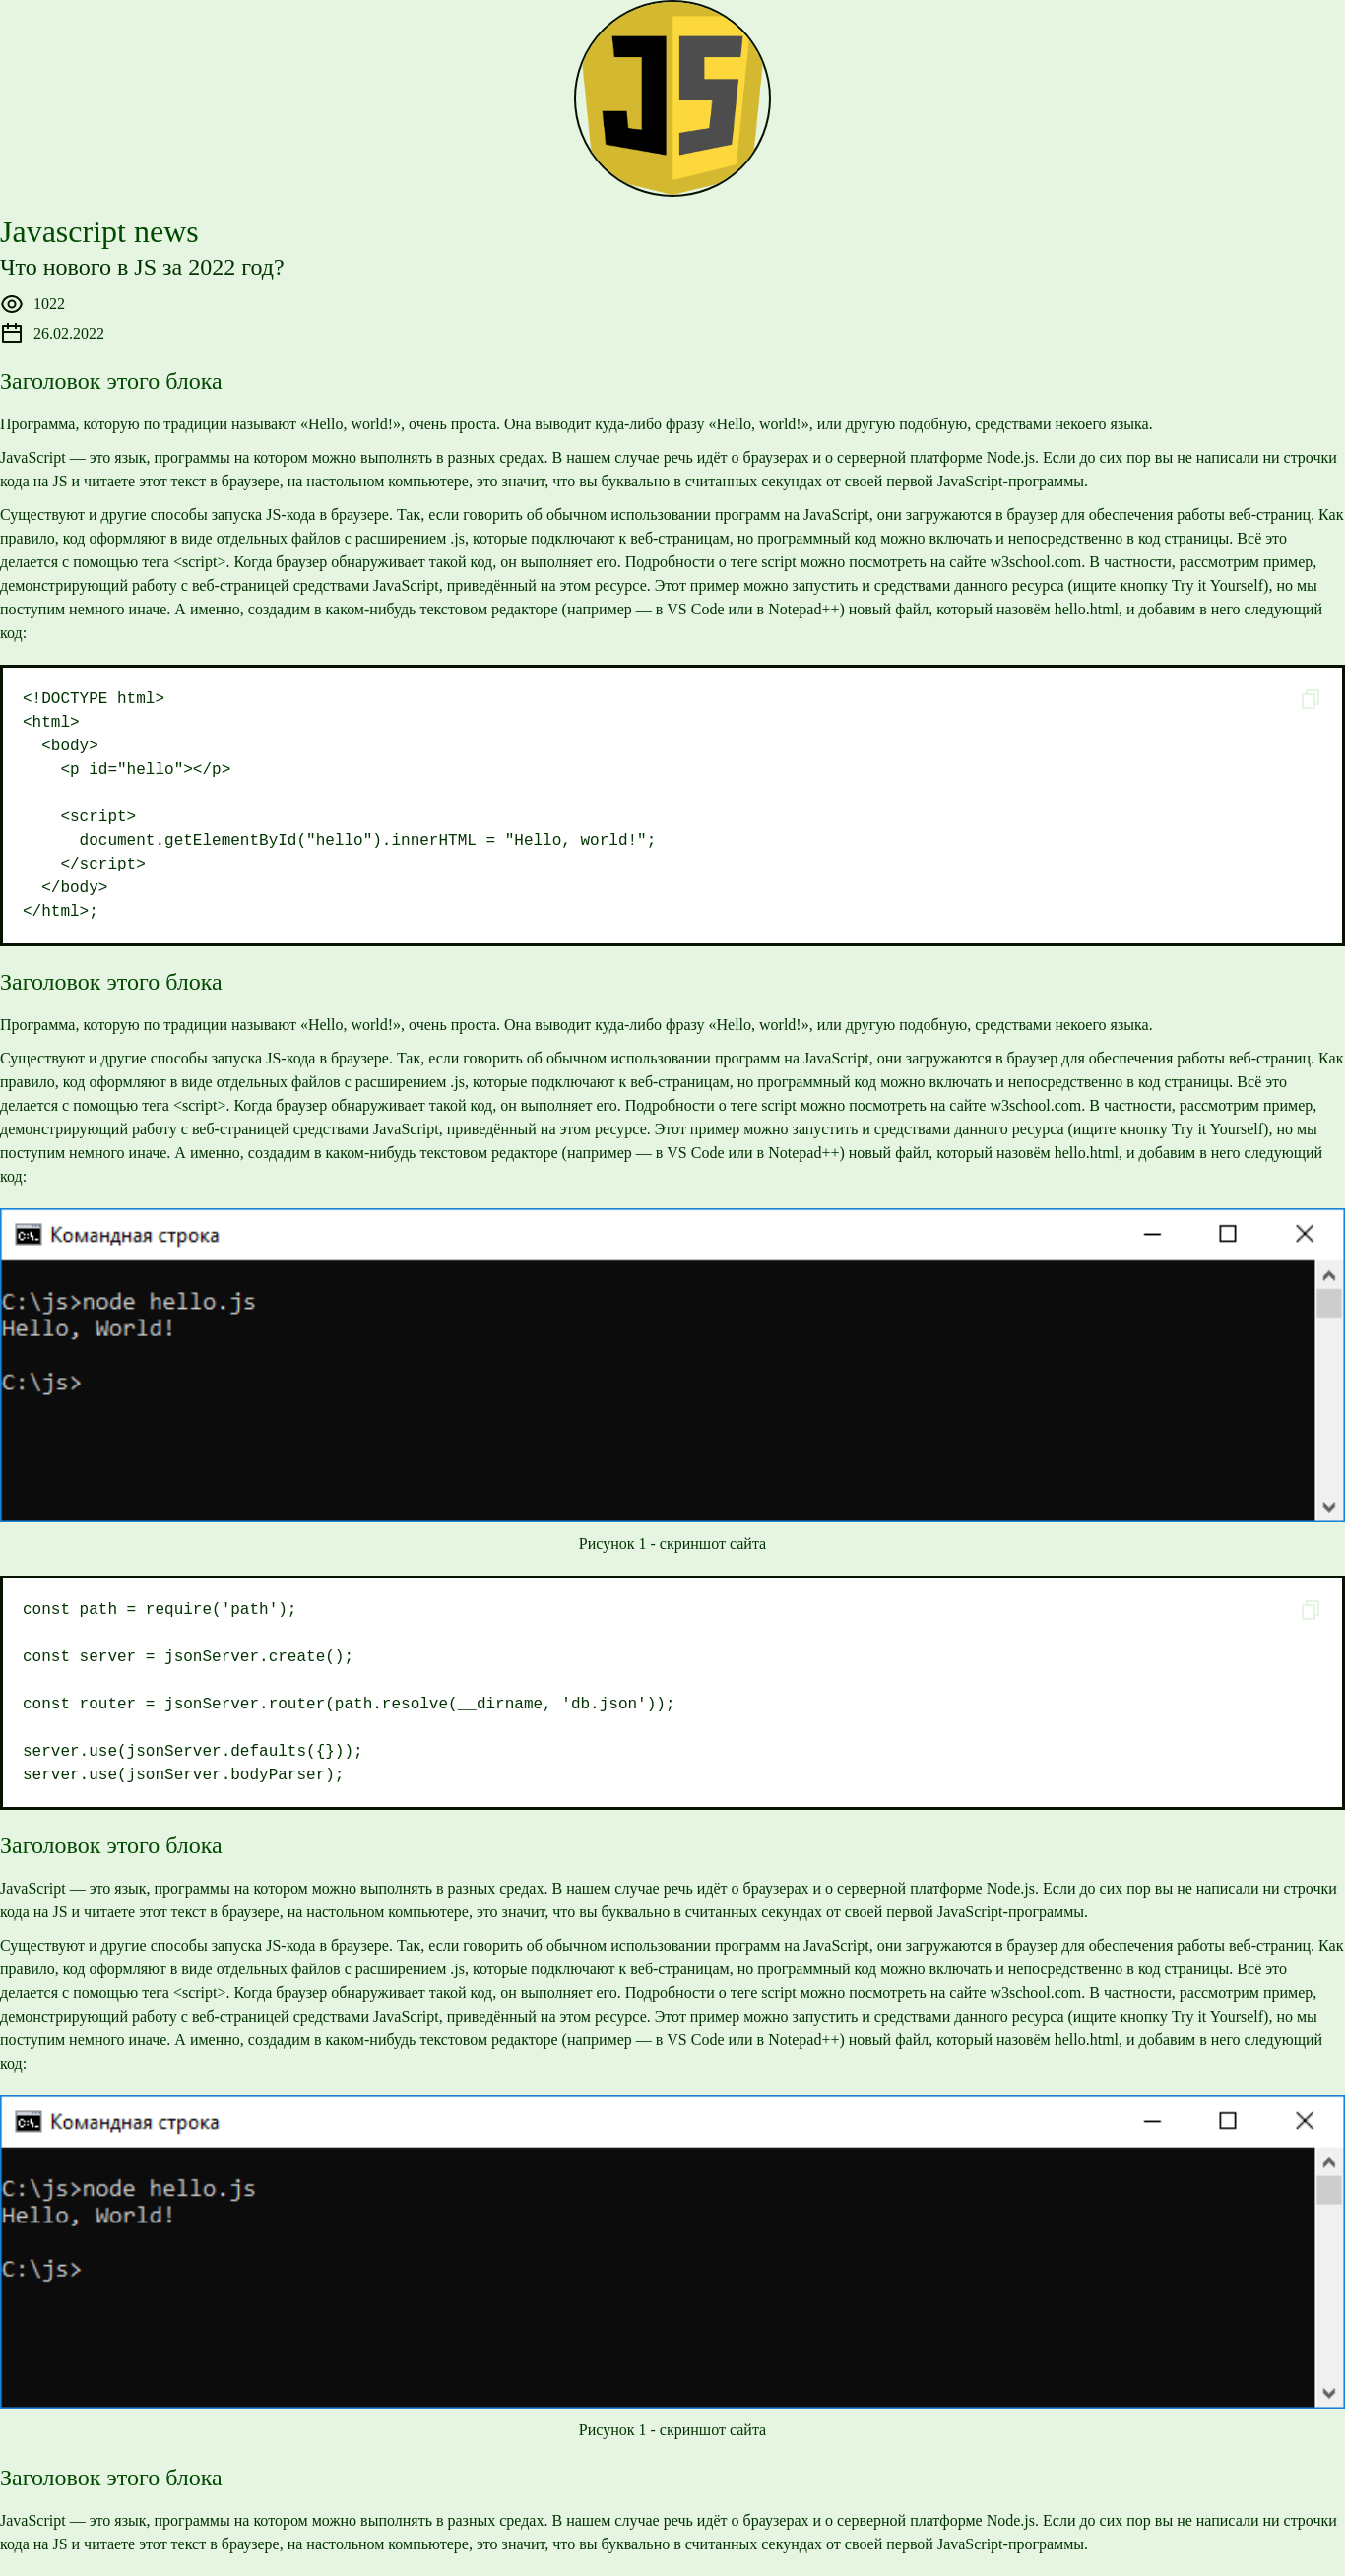 JS
Javascript news
Что нового в JS за 2022 год?
1022
26.02.2022
Заголовок этого блока
Программа, которую по традиции называют «Hello, world!», очень проста. Она выводит куда-либо фразу «Hello, world!», или другую подобную, средствами некоего языка.
JavaScript — это язык, программы на котором можно выполнять в разных средах. В нашем случае речь идёт о браузерах и о серверной платформе Node.js. Если до сих пор вы не написали ни строчки
кода на JS и читаете этот текст в браузере, на настольном компьютере, это значит, что вы буквально в считанных секундах от своей первой JavaScript-программы.
Существуют и другие способы запуска JS-кода в браузере. Так, если говорить об обычном использовании программ на JavaScript, они загружаются в браузер для обеспечения работы веб-страниц. Как
правило, код оформляют в виде отдельных файлов с расширением .js, которые подключают к веб-страницам, но программный код можно включать и непосредственно в код страницы. Всё это
делается с помощью тега <script>. Когда браузер обнаруживает такой код, он выполняет его. Подробности о теге script можно посмотреть на сайте w3school.com. В частности, рассмотрим пример,
демонстрирующий работу с веб-страницей средствами JavaScript, приведённый на этом ресурсе. Этот пример можно запустить и средствами данного ресурса (ищите кнопку Try it Yourself), но мы
поступим немного иначе. А именно, создадим в каком-нибудь текстовом редакторе (например — в VS Code или в Notepad++) новый файл, который назовём hello.html, и добавим в него следующий
код:
<!DOCTYPE html>
<html>
  <body>
    <p id="hello"></p>
    <script>
      document.getElementById("hello").innerHTML = "Hello, world!";
    </script>
  </body>
</html>;
Заголовок этого блока
Программа, которую по традиции называют «Hello, world!», очень проста. Она выводит куда-либо фразу «Hello, world!», или другую подобную, средствами некоего языка.
Существуют и другие способы запуска JS-кода в браузере. Так, если говорить об обычном использовании программ на JavaScript, они загружаются в браузер для обеспечения работы веб-страниц. Как
правило, код оформляют в виде отдельных файлов с расширением .js, которые подключают к веб-страницам, но программный код можно включать и непосредственно в код страницы. Всё это
делается с помощью тега <script>. Когда браузер обнаруживает такой код, он выполняет его. Подробности о теге script можно посмотреть на сайте w3school.com. В частности, рассмотрим пример,
демонстрирующий работу с веб-страницей средствами JavaScript, приведённый на этом ресурсе. Этот пример можно запустить и средствами данного ресурса (ищите кнопку Try it Yourself), но мы
поступим немного иначе. А именно, создадим в каком-нибудь текстовом редакторе (например — в VS Code или в Notepad++) новый файл, который назовём hello.html, и добавим в него следующий
код:
Командная строка
C:\js>node hello.js
Hello, World!
C:\js>
Рисунок 1 - скриншот сайта
const path = require('path');
const server = jsonServer.create();
const router = jsonServer.router(path.resolve(__dirname, 'db.json'));
server.use(jsonServer.defaults({}));
server.use(jsonServer.bodyParser);
Заголовок этого блока
JavaScript — это язык, программы на котором можно выполнять в разных средах. В нашем случае речь идёт о браузерах и о серверной платформе Node.js. Если до сих пор вы не написали ни строчки
кода на JS и читаете этот текст в браузере, на настольном компьютере, это значит, что вы буквально в считанных секундах от своей первой JavaScript-программы.
Существуют и другие способы запуска JS-кода в браузере. Так, если говорить об обычном использовании программ на JavaScript, они загружаются в браузер для обеспечения работы веб-страниц. Как
правило, код оформляют в виде отдельных файлов с расширением .js, которые подключают к веб-страницам, но программный код можно включать и непосредственно в код страницы. Всё это
делается с помощью тега <script>. Когда браузер обнаруживает такой код, он выполняет его. Подробности о теге script можно посмотреть на сайте w3school.com. В частности, рассмотрим пример,
демонстрирующий работу с веб-страницей средствами JavaScript, приведённый на этом ресурсе. Этот пример можно запустить и средствами данного ресурса (ищите кнопку Try it Yourself), но мы
поступим немного иначе. А именно, создадим в каком-нибудь текстовом редакторе (например — в VS Code или в Notepad++) новый файл, который назовём hello.html, и добавим в него следующий
код:
Командная строка
C:\js>node hello.js
Hello, World!
C:\js>
Рисунок 1 - скриншот сайта
Заголовок этого блока
JavaScript — это язык, программы на котором можно выполнять в разных средах. В нашем случае речь идёт о браузерах и о серверной платформе Node.js. Если до сих пор вы не написали ни строчки
кода на JS и читаете этот текст в браузере, на настольном компьютере, это значит, что вы буквально в считанных секундах от своей первой JavaScript-программы.